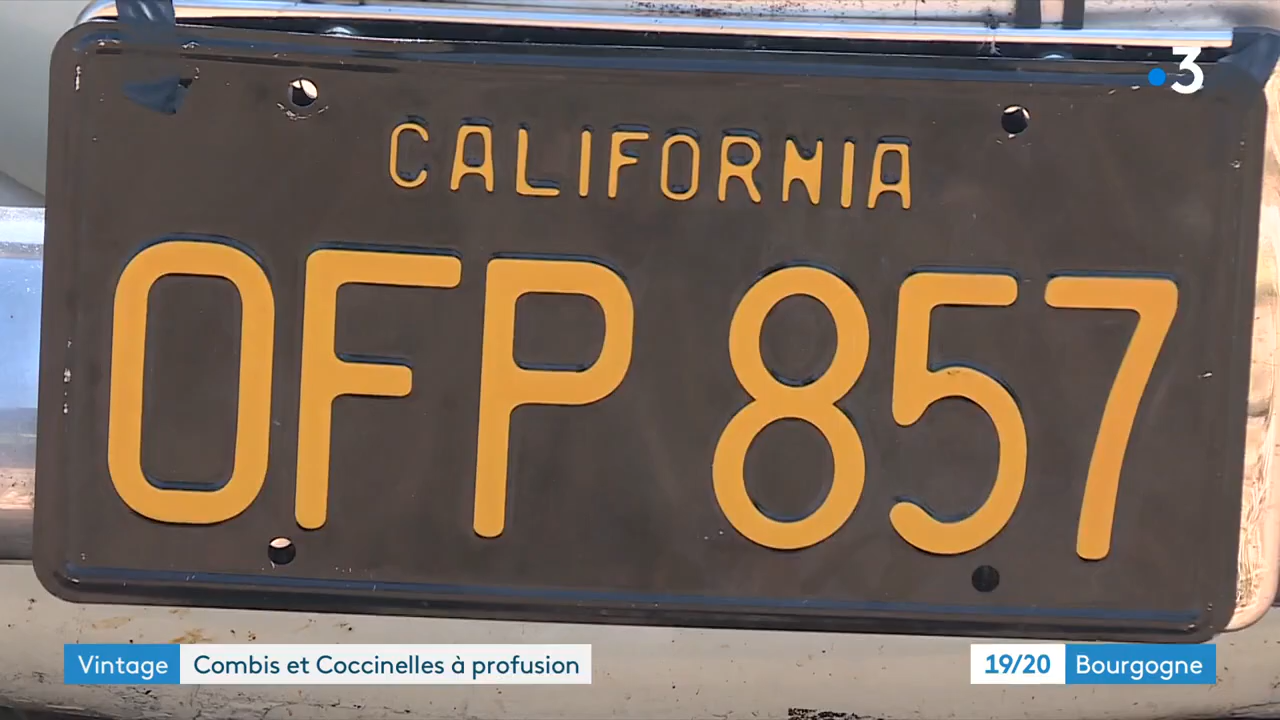 3
CALIFORNIA
OFP 857
Vintage Combis et Coccinelles à profusion
19/20 Bourgogne